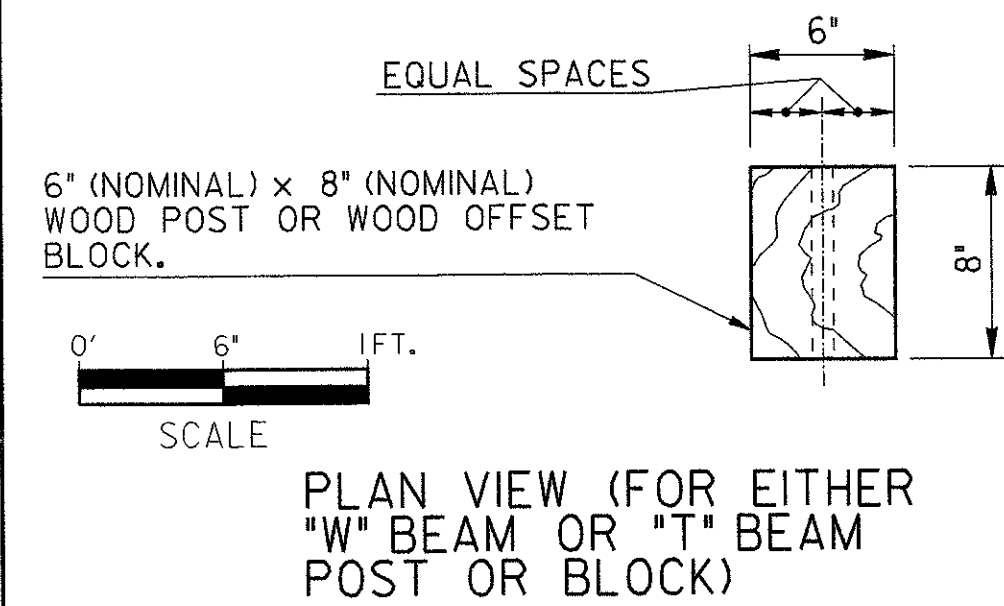 6"
EQUAL SPACES
6" (NOMINAL) x 8" (NOMINAL)
WOOD POST OR WOOD OFFSET
BLOCK.
8"
0' 6" 1FT.
SCALE
PLAN VIEW (FOR EITHER
"W" BEAM OR "T" BEAM
POST OR BLOCK)